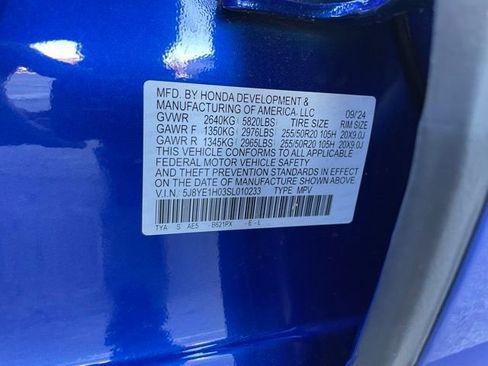 MFD. BY HONDA DEVELOPMENT &
MANUFACTURING OF AMERICA, LLC 09/24
GVWR 2640KG 5820LBS TIRE SIZE RIM SIZE
GAWR F 1350KG 2976LBS 255/50R20 105H 20X9.0J
GAWR R 1345KG 2965LBS 255/50R20 105H 20X9.0J
THIS VEHICLE CONFORMS TO ALL APPLICABLE
FEDERAL MOTOR VEHICLE SAFETY
AND THEFT PREVENTION STANDARDS IN EFFECT ON
THE DATE OF MANUFACTURE SHOWN ABOVE.
V.I.N. 5J8YE1H03SL010233 TYPE MPV
TYA S AE5 B621PX